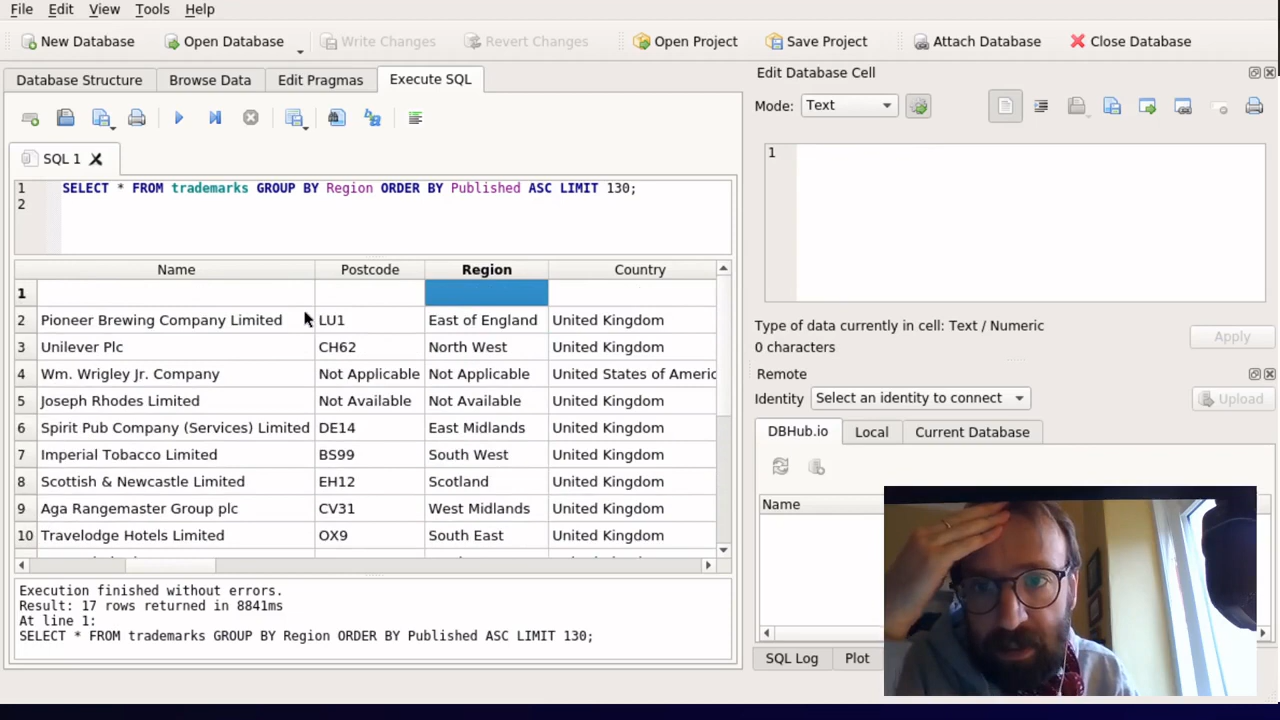 File Edit View Tools Help
New Database Open Database Write Changes Revert Changes Open Project Save Project Attach Database Close Database
Database Structure Browse Data Edit Pragmas Execute SQL
SQL 1
1 SELECT * FROM trademarks GROUP BY Region ORDER BY Published ASC LIMIT 130;
2
Name Postcode Region Country
1
2 Pioneer Brewing Company Limited LU1 East of England United Kingdom
3 Unilever Plc CH62 North West United Kingdom
4 Wm. Wrigley Jr. Company Not Applicable Not Applicable United States of Americ
5 Joseph Rhodes Limited Not Available Not Available United Kingdom
6 Spirit Pub Company (Services) Limited DE14 East Midlands United Kingdom
7 Imperial Tobacco Limited BS99 South West United Kingdom
8 Scottish & Newcastle Limited EH12 Scotland United Kingdom
9 Aga Rangemaster Group plc CV31 West Midlands United Kingdom
10 Travelodge Hotels Limited OX9 South East United Kingdom
Execution finished without errors.
Result: 17 rows returned in 8841ms
At line 1:
SELECT * FROM trademarks GROUP BY Region ORDER BY Published ASC LIMIT 130;
Edit Database Cell
Mode: Text
1
Type of data currently in cell: Text / Numeric
0 characters
Apply
Remote
Identity Select an identity to connect Upload
DBHub.io Local Current Database
Name
SQL Log Plot